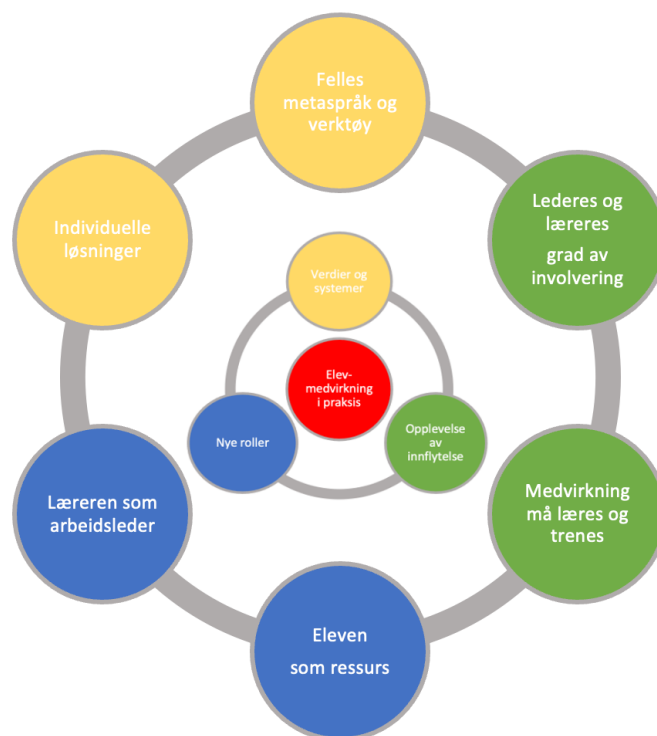 Felles
metaspråk og
verktøy
Individuelle
løsninger
Lederes og
læreres
grad av
involvering
Verdier og
systemer
Elev-
medvirkning
i praksis
Nye roller
Opplevelse
av
innflytelse
Læreren som
arbeidsleder
Medvirkning
må læres og
trenes
Eleven
som ressurs